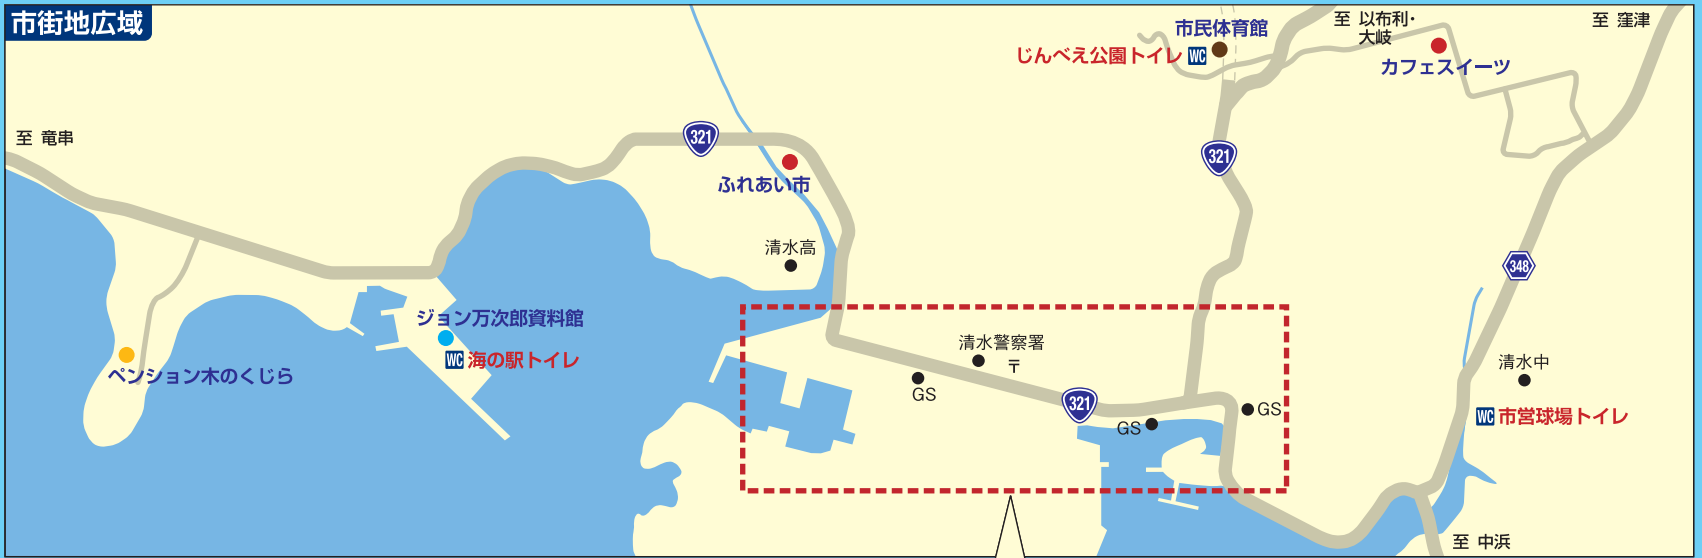 市街地広域
至 竜串
321
ふれあい市
清水高
ジョン万次郎資料館
WC 海の駅トイレ
ペンション木のくじら
市民体育館
じんべえ公園トイレ WC
321
至 以布利・
大岐
カフェスイーツ
至 窪津
348
清水中
WC 市営球場トイレ
至 中浜
清水警察署
〒
GS
321
GS
GS